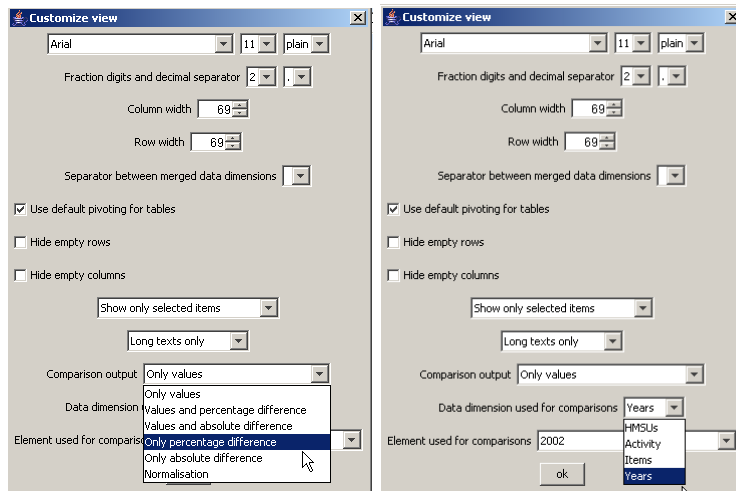 Customize view
Arial 11 plain
Fraction digits and decimal separator 2 .
Column width 69
Row width 69
Separator between merged data dimensions
Use default pivoting for tables
Hide empty rows
Hide empty columns
Show only selected items
Long texts only
Comparison output Only values
Only values
Data dimension
Values and percentage difference
Values and absolute difference
Element used for comparis
Only percentage difference
Only absolute difference
Normalisation
Customize view
Arial 11 plain
Fraction digits and decimal separator 2 .
Column width 69
Row width 69
Separator between merged data dimensions
Use default pivoting for tables
Hide empty rows
Hide empty columns
Show only selected items
Long texts only
Comparison output Only values
Data dimension used for comparisons Years
HMSUs
Element used for comparisons 2002
Activity
Items
ok
Years